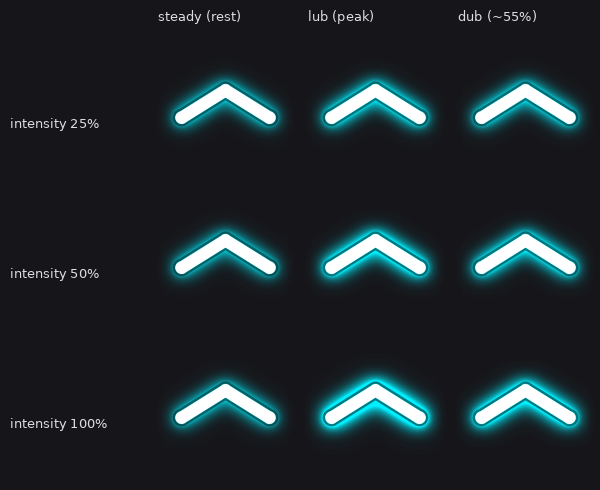 steady (rest) lub (peak) dub (~55%)
intensity 25%
intensity 50%
intensity 100%